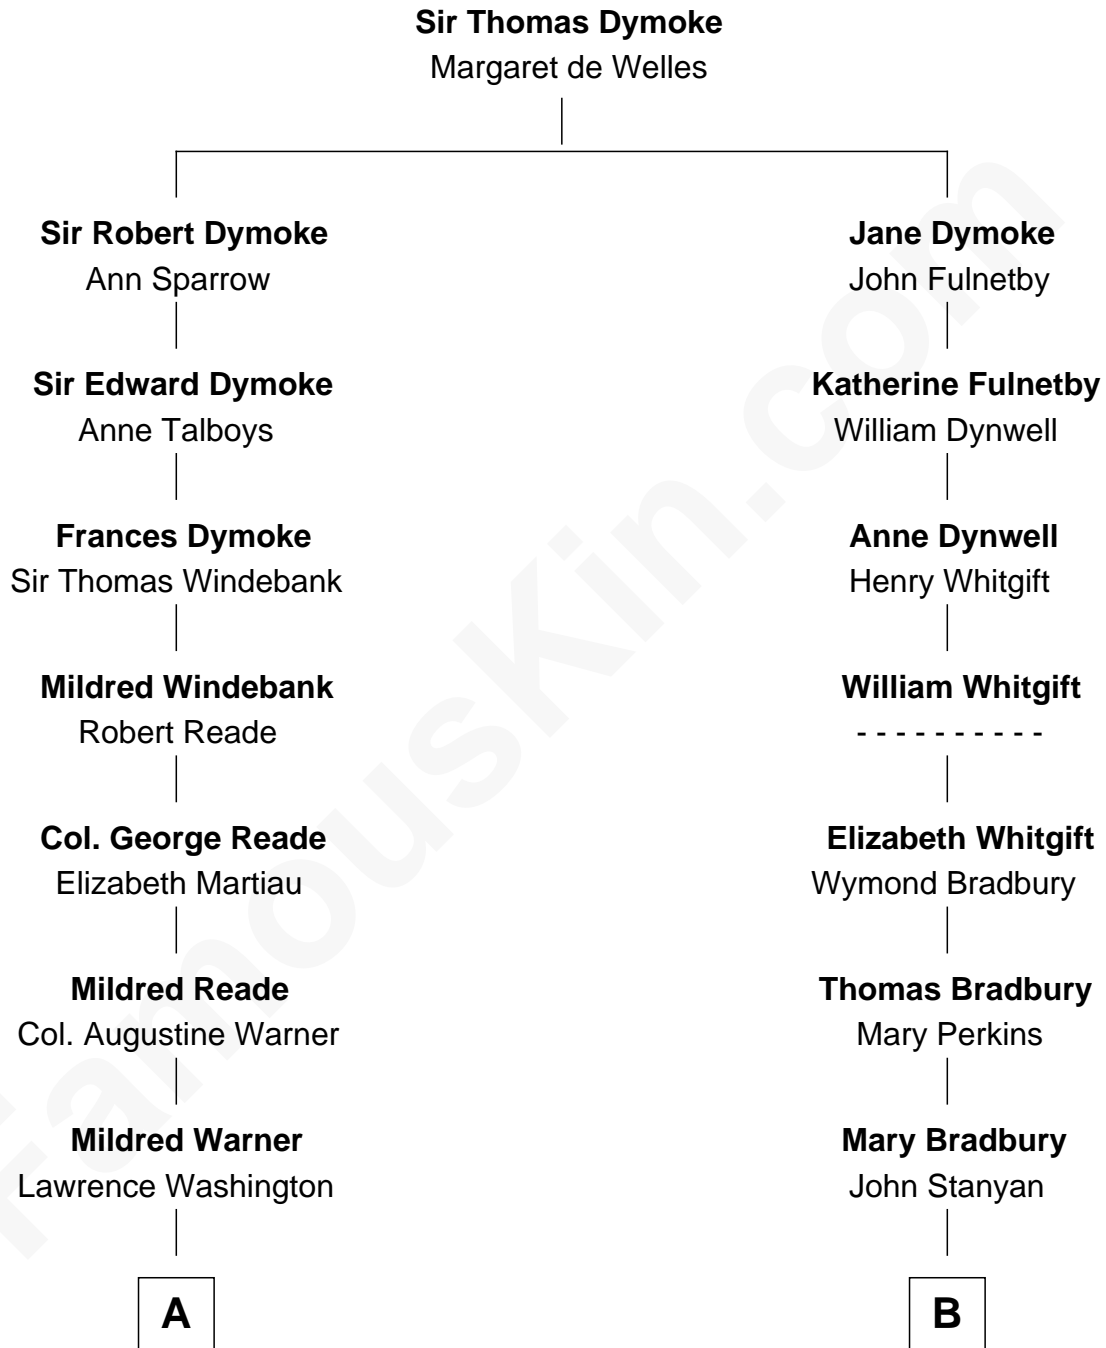 Sir Thomas Dymoke
Margaret de Welles
Sir Robert Dymoke
Ann Sparrow
Sir Edward Dymoke
Anne Talboys
Frances Dymoke
Sir Thomas Windebank
Mildred Windebank
Robert Reade
Col. George Reade
Elizabeth Martiau
Mildred Reade
Col. Augustine Warner
Mildred Warner
Lawrence Washington
A
Jane Dymoke
John Fulnetby
Katherine Fulnetby
William Dynwell
Anne Dynwell
Henry Whitgift
William Whitgift
- - - - - - - - - -
Elizabeth Whitgift
Wymond Bradbury
Thomas Bradbury
Mary Perkins
Mary Bradbury
John Stanyan
B
FamousKin.com